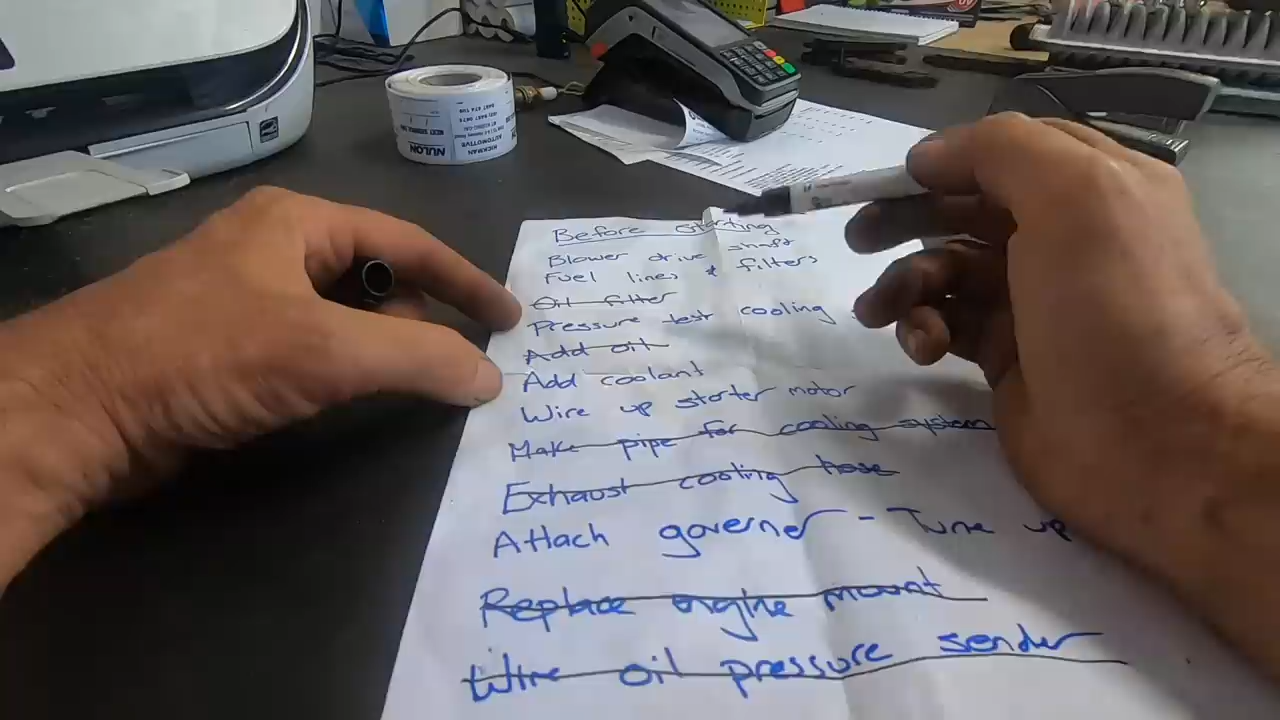 Before Starting
Blower drive shaft
Fuel lines & filters
Oil filter
Pressure test cooling
Add oil
Add coolant
Wire up starter motor
Make pipe for cooling system
Exhaust cooling hose
Attach governer - Tune up
Replace engine mount
Wire oil pressure sender
NULON